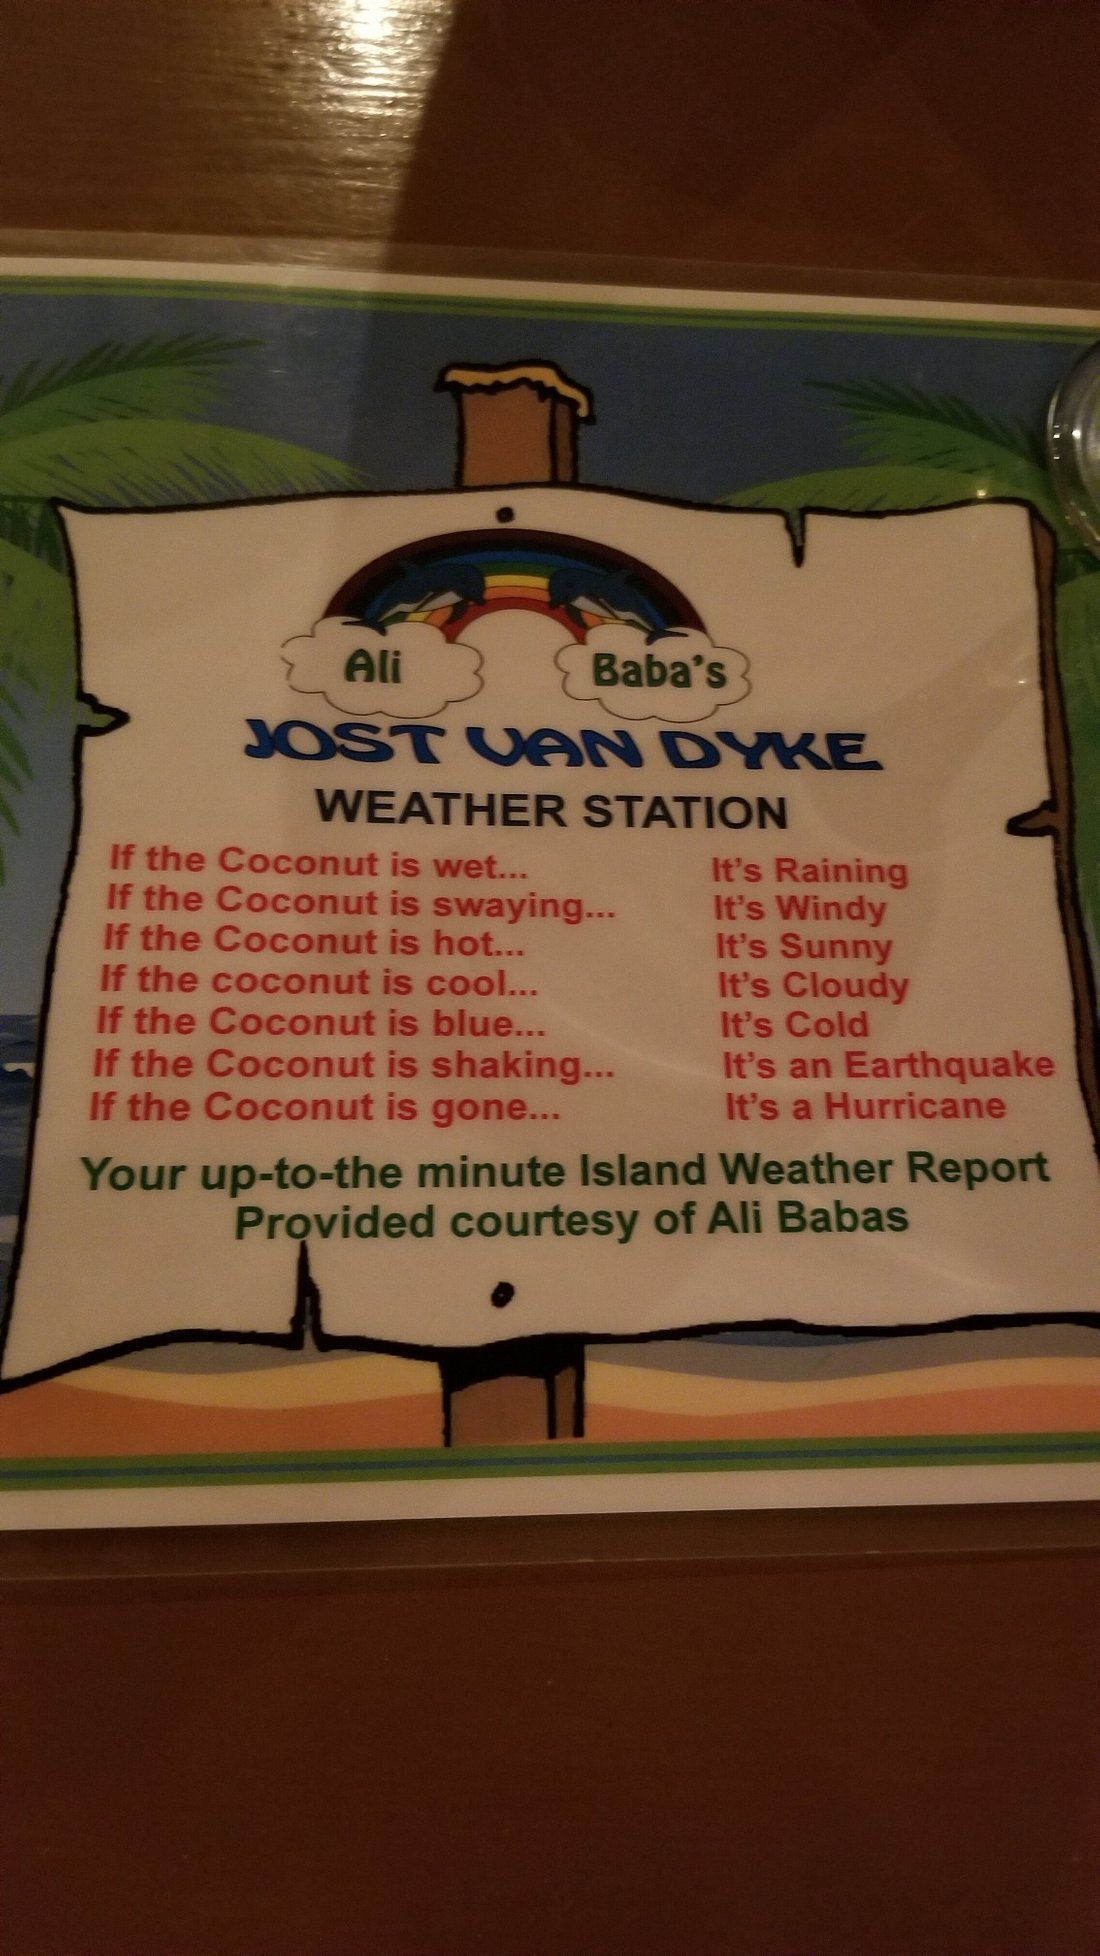 Ali Baba's
JOST VAN DYKE
WEATHER STATION
If the Coconut is wet... It's Raining
If the Coconut is swaying... It's Windy
If the Coconut is hot... It's Sunny
If the coconut is cool... It's Cloudy
If the Coconut is blue... It's Cold
If the Coconut is shaking... It's an Earthquake
If the Coconut is gone... It's a Hurricane
Your up-to-the minute Island Weather Report
Provided courtesy of Ali Babas